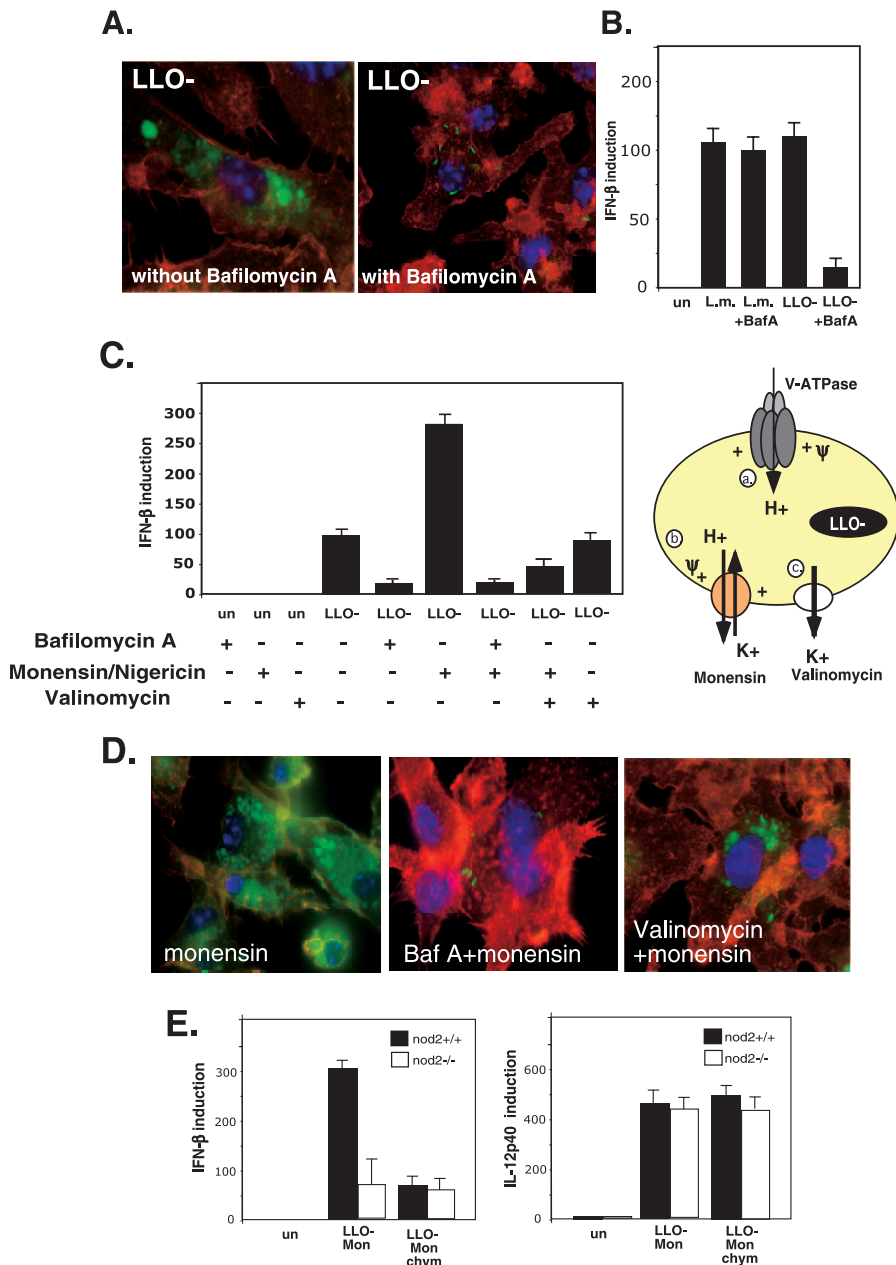 A.
LLO-
without Bafilomycin A
LLO-
with Bafilomycin A
B.
IFN-β induction
200
100
50
0
un
L.m.
L.m.
+BafA
LLO-
LLO-
+BafA
C.
IFN-β induction
300
250
200
150
100
50
0
un un un LLO- LLO- LLO- LLO- LLO- LLO-
Bafilomycin A + - - - + - + - -
Monensin/Nigericin - + - - - + + + -
Valinomycin - - + - - - - + +
V-ATPase
+ + Ψ
a.
H+
LLO-
b
H+
Ψ+
+
c.
K+
Monensin
K+
Valinomycin
D.
monensin
Baf A+monensin
Valinomycin
+monensin
E.
IFN-β induction
300
200
100
0
nod2+/+
nod2-/-
un
LLO-
Mon
LLO-
Mon
chym
IL-12p40 induction
600
400
200
0
nod2+/+
nod2-/-
un
LLO-
Mon
LLO-
Mon
chym